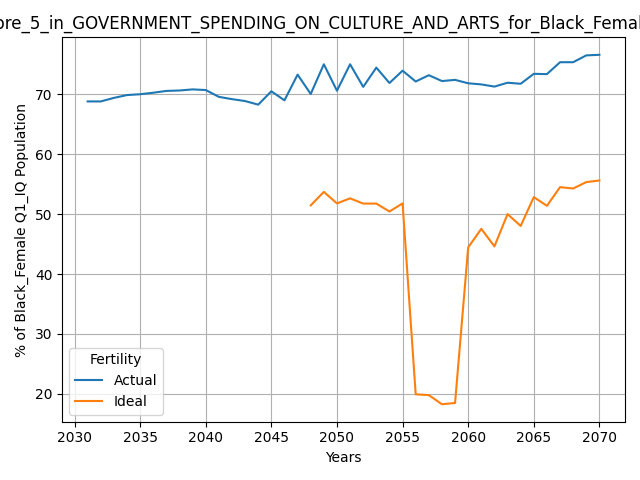 ore_5_in_GOVERNMENT_SPENDING_ON_CULTURE_AND_ARTS_for_Black_Femal
% of Black_Female Q1_IQ Population
70
60
50
40
30
20
Fertility
Actual
Ideal
2030 2035 2040 2045 2050 2055 2060 2065 2070
Years